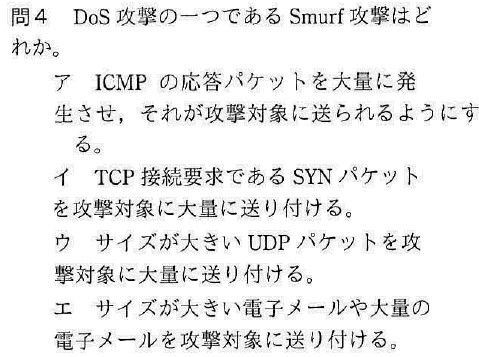 問4　DoS 攻撃の一つである Smurf 攻撃はど
れか。
ア　ICMP の応答パケットを大量に発
生させ，それが攻撃対象に送られるようにす
る。
イ　TCP 接続要求である SYN パケット
を攻撃対象に大量に送り付ける。
ウ　サイズが大きい UDP パケットを攻
撃対象に大量に送り付ける。
エ　サイズが大きい電子メールや大量の
電子メールを攻撃対象に送り付ける。